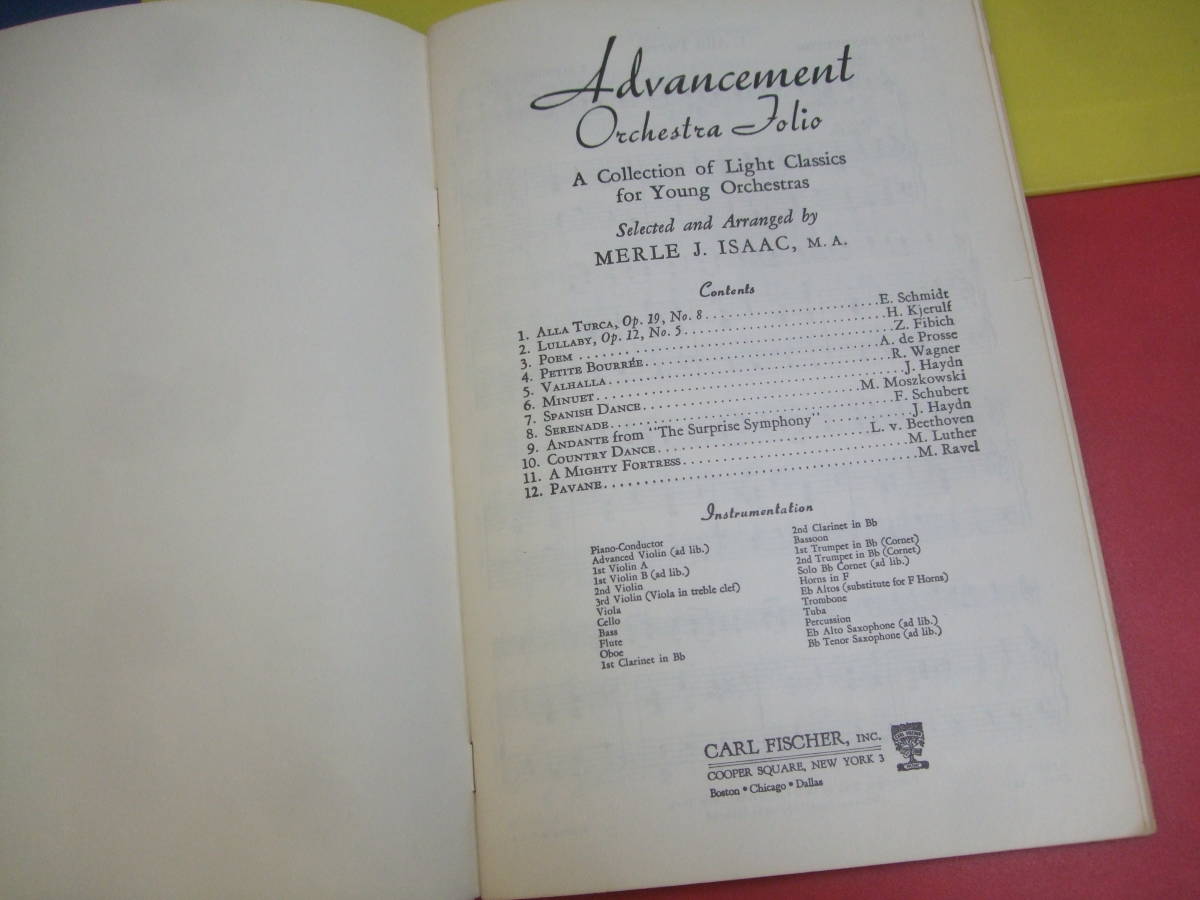 Advancement
Orchestra Folio
A Collection of Light Classics
for Young Orchestras
Selected and Arranged by
MERLE J. ISAAC, M. A.
Contents
1. ALLA TURCA, Op. 19, No. 8 E. Schmidt
2. LULLABY, Op. 12, No. 5 H. Kjerulf
3. POEM Z. Fibich
4. PETITE BOURRÉE A. de Prosse
5. VALHALLA R. Wagner
6. MINUET J. Haydn
7. SPANISH DANCE M. Moszkowski
8. SERENADE F. Schubert
9. ANDANTE from "The Surprise Symphony" J. Haydn
10. COUNTRY DANCE L. v. Beethoven
11. A MIGHTY FORTRESS M. Luther
12. PAVANE M. Ravel
Instrumentation
Piano-Conductor
Advanced Violin (ad lib.)
1st Violin A
1st Violin B (ad lib.)
2nd Violin
3rd Violin (Viola in treble clef)
Viola
Cello
Bass
Flute
Oboe
1st Clarinet in Bb
2nd Clarinet in Bb
Bassoon
1st Trumpet in Bb (Cornet)
2nd Trumpet in Bb (Cornet)
Solo Bb Cornet (ad lib.)
Horns in F
Eb Altos (substitute for F Horns)
Trombone
Tuba
Percussion
Eb Alto Saxophone (ad lib.)
Bb Tenor Saxophone (ad lib.)
CARL FISCHER, INC.
COOPER SQUARE, NEW YORK 3
Boston • Chicago • Dallas